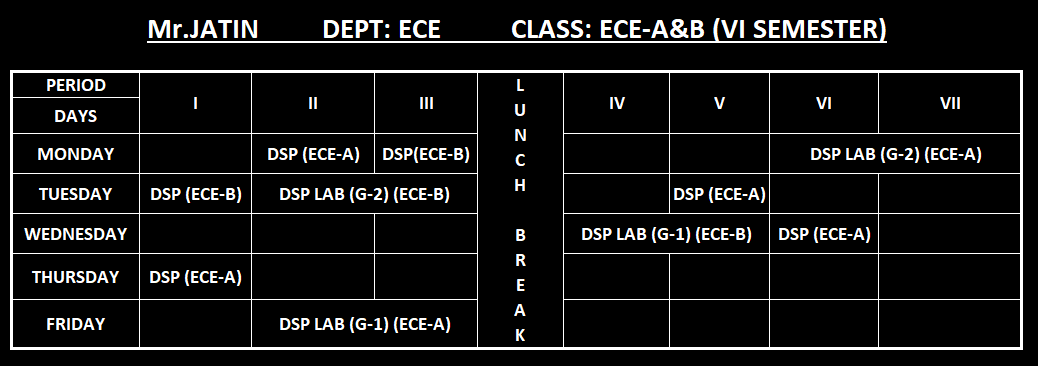 Mr.JATIN DEPT: ECE CLASS: ECE-A&B (VI SEMESTER)
PERIOD
DAYS
I II III LUNCH BREAK IV V VI VII
MONDAY DSP (ECE-A) DSP(ECE-B) DSP LAB (G-2) (ECE-A)
TUESDAY DSP (ECE-B) DSP LAB (G-2) (ECE-B) DSP (ECE-A)
WEDNESDAY DSP LAB (G-1) (ECE-B) DSP (ECE-A)
THURSDAY DSP (ECE-A)
FRIDAY DSP LAB (G-1) (ECE-A)